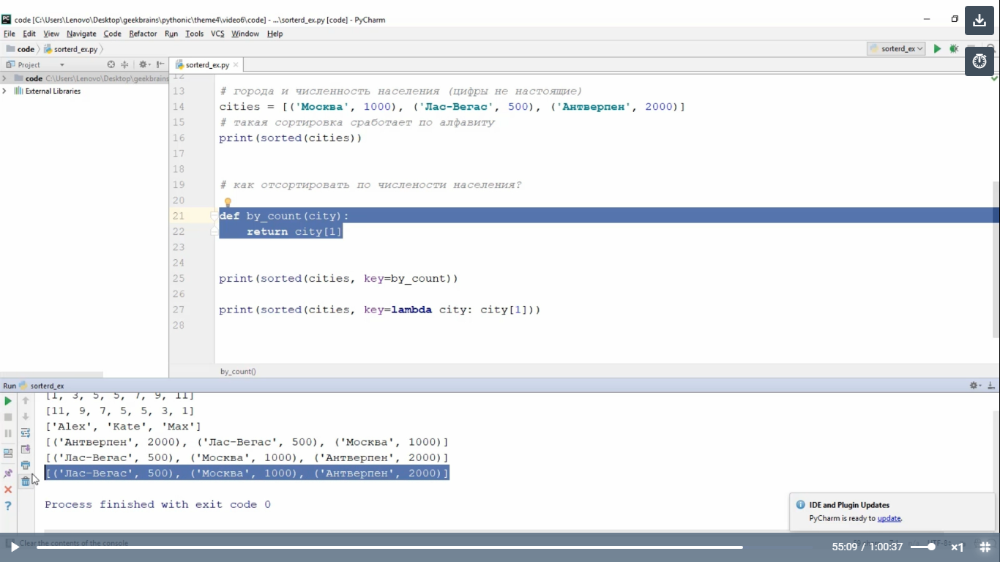 code [C:\Users\Lenovo\Desktop\geekbrains\pythonic\theme4\video6\code] - ...\sorterd_ex.py [code] - PyCharm
File Edit View Navigate Code Refactor Run Tools VCS Window Help
code sorterd_ex.py sorterd_ex
Project sorterd_ex.py
code C:\Users\Lenovo\Desktop\geekbrains
External Libraries
12
13 # города и численность населения (цифры не настоящие)
14 cities = [('Москва', 1000), ('Лас-Вегас', 500), ('Антверпен', 2000)]
15 # такая сортировка сработает по алфавиту
16 print(sorted(cities))
17
18
19 # как отсортировать по числености населения?
20
21 def by_count(city):
22 return city[1]
23
24
25 print(sorted(cities, key=by_count))
26
27 print(sorted(cities, key=lambda city: city[1]))
28
by_count()
Run sorterd_ex
[1, 3, 5, 5, 7, 9, 11]
[11, 9, 7, 5, 5, 3, 1]
['Alex', 'Kate', 'Max']
[('Антверпен', 2000), ('Лас-Вегас', 500), ('Москва', 1000)]
[('Лас-Вегас', 500), ('Москва', 1000), ('Антверпен', 2000)]
[('Лас-Вегас', 500), ('Москва', 1000), ('Антверпен', 2000)]
Process finished with exit code 0
IDE and Plugin Updates
PyCharm is ready to update.
Clear the contents of the console
55:09 / 1:00:37 ×1